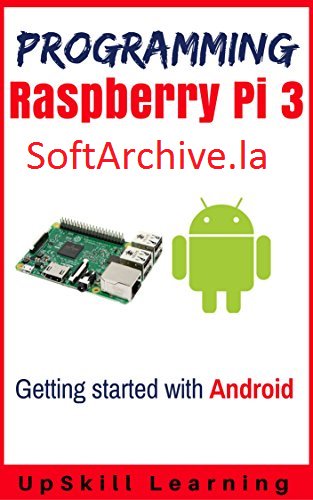 PROGRAMMING
Raspberry Pi 3
SoftArchive.la
Getting started with Android
UpSkill Learning